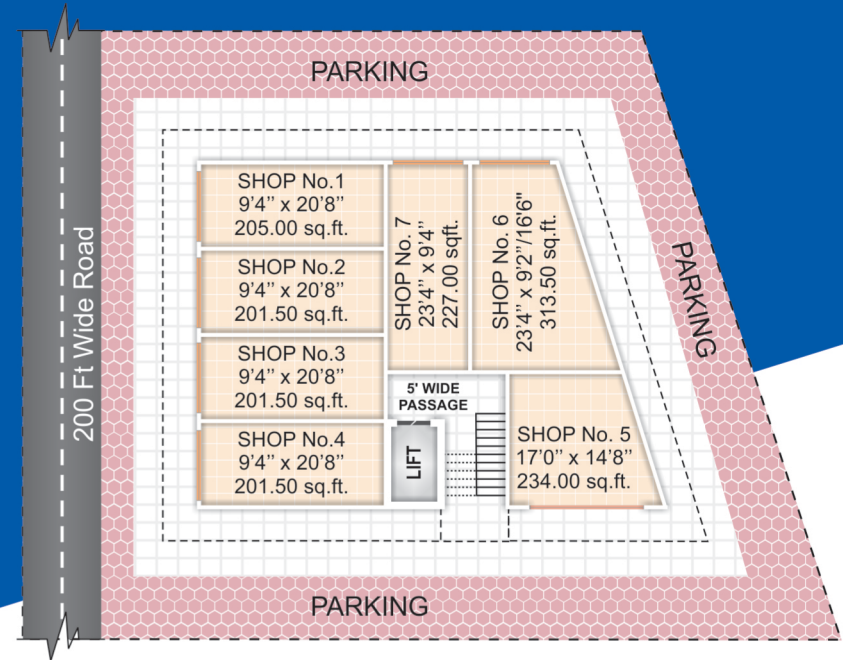 PARKING
SHOP No.1
9'4'' x 20'8''
205.00 sq.ft.
SHOP No.2
9'4'' x 20'8''
201.50 sq.ft.
SHOP No.3
9'4'' x 20'8''
201.50 sq.ft.
SHOP No.4
9'4'' x 20'8''
201.50 sq.ft.
SHOP No. 7
23'4'' x 9'4''
227.00 sqft.
SHOP No. 6
23'4'' x 9'2''/16'6"
313.50 sq.ft.
5' WIDE
PASSAGE
LIFT
SHOP No. 5
17'0'' x 14'8''
234.00 sq.ft.
200 Ft Wide Road
PARKING
PARKING